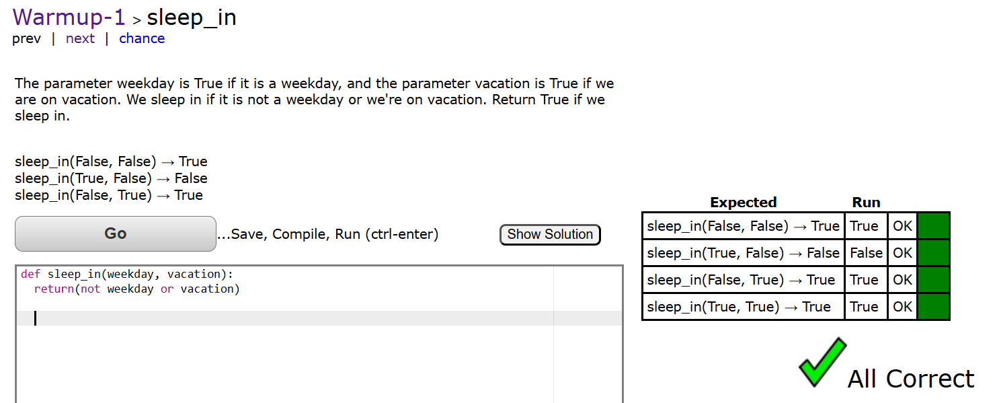 Warmup-1 > sleep_in
prev | next | chance
The parameter weekday is True if it is a weekday, and the parameter vacation is True if we
are on vacation. We sleep in if it is not a weekday or we're on vacation. Return True if we
sleep in.
sleep_in(False, False) → True
sleep_in(True, False) → False
sleep_in(False, True) → True
Go ...Save, Compile, Run (ctrl-enter) Show Solution
def sleep_in(weekday, vacation):
  return(not weekday or vacation)
Expected Run
sleep_in(False, False) → True True OK
sleep_in(True, False) → False False OK
sleep_in(False, True) → True True OK
sleep_in(True, True) → True True OK
All Correct